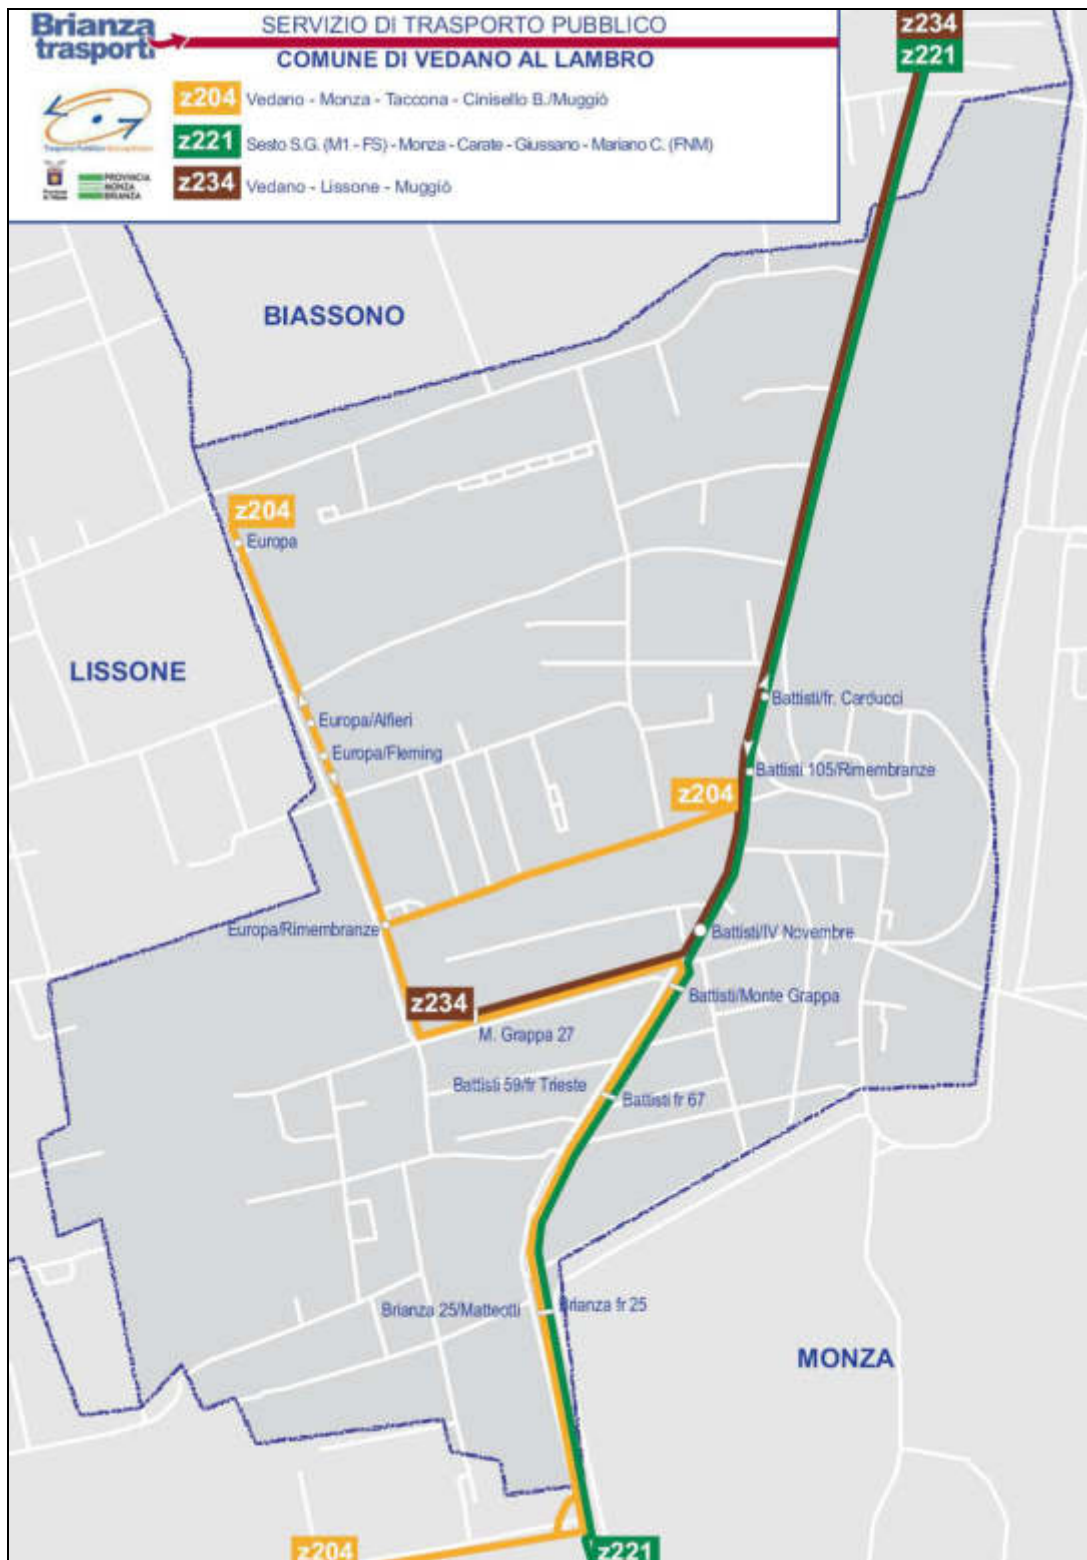 Brianza
trasporti
SERVIZIO DI TRASPORTO PUBBLICO
COMUNE DI VEDANO AL LAMBRO
z204 Vedano - Monza - Taccona - Cinisello B./Muggiò
z221 Sesto S.G. (M1 - FS) - Monza - Carate - Giussano - Mariano C. (FNM)
z234 Vedano - Lissone - Muggiò
PROVINCIA
MONZA
BRIANZA
z234
z221
BIASSONO
z204
Europa
LISSONE
Battisti/fr. Carducci
Europa/Alfieri
Europa/Fleming
Battisti 105/Rimembranze
z204
Europa/Rimembranze
Battisti/IV Novembre
z234
Battisti/Monte Grappa
M. Grappa 27
Battisti 59/fr Trieste
Battisti fr 67
Brianza 25/Matteotti
Brianza fr 25
MONZA
z204
z221